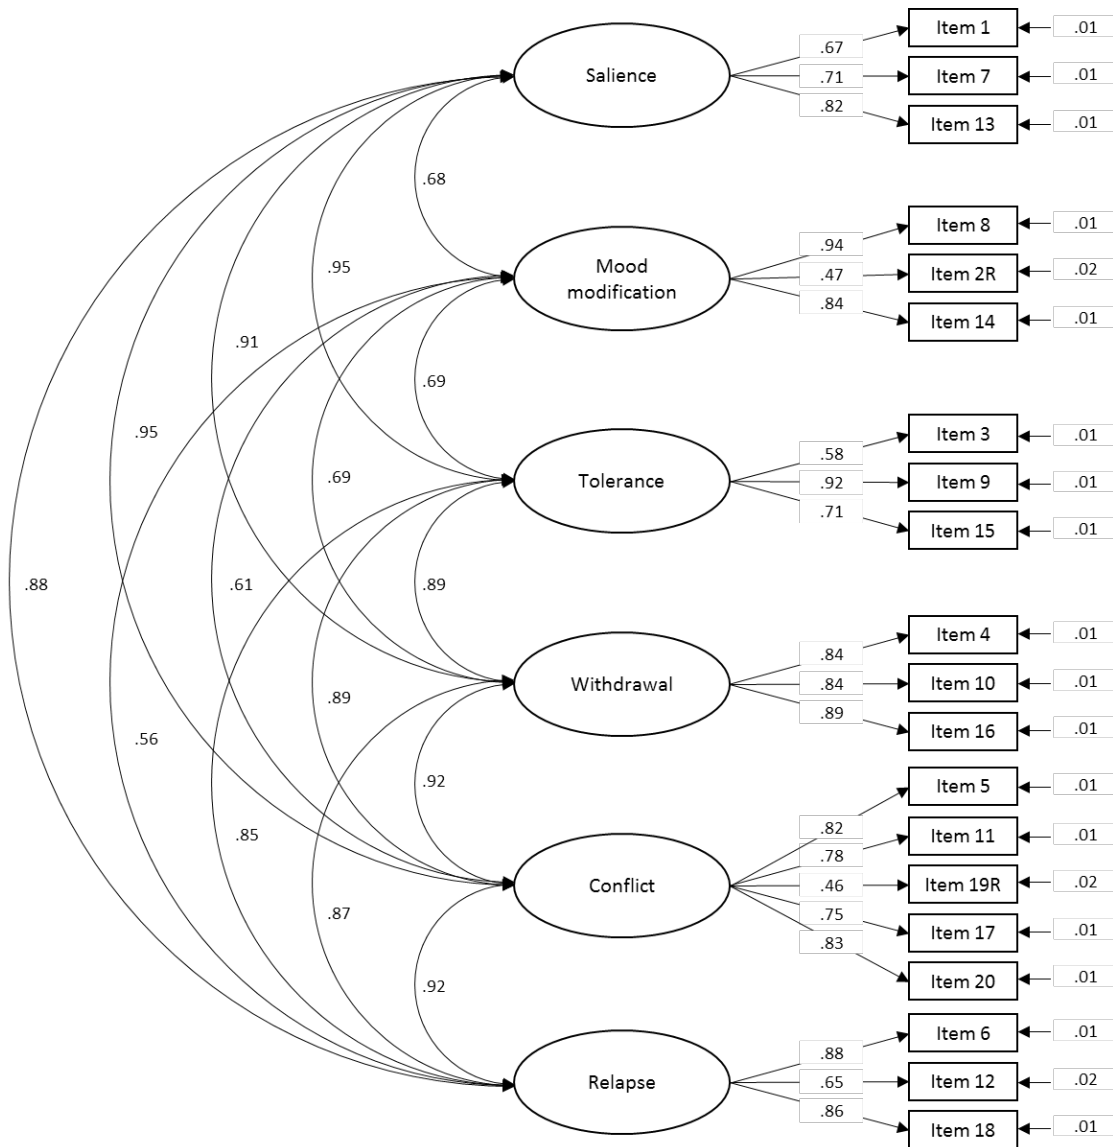 Item 1
.01
.67
Salience
.71
Item 7
.01
.82
Item 13
.01
.68
Item 8
.01
.94
.95
Mood
modification
.47
Item 2R
.02
.84
Item 14
.01
.91
.69
.95
Item 3
.01
.58
.69
Tolerance
.92
Item 9
.01
.71
Item 15
.01
.88
.61
.89
Item 4
.01
.84
.89
Withdrawal
.84
Item 10
.01
.89
Item 16
.01
.56
.92
Item 5
.01
.82
.85
Item 11
.01
.78
Conflict
.46
Item 19R
.02
.87
.75
Item 17
.01
.83
Item 20
.01
.92
Item 6
.01
.88
Relapse
.65
Item 12
.02
.86
Item 18
.01